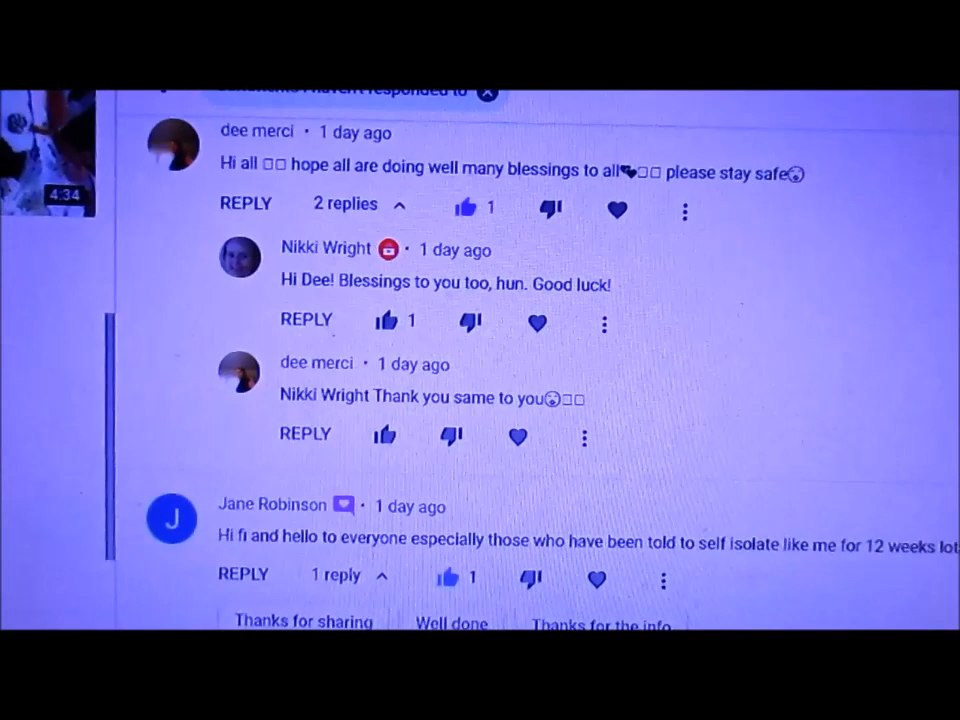 comments I haven't responded to
4:34
dee merci · 1 day ago
Hi all □□ hope all are doing well many blessings to all❤□□ please stay safe😮
REPLY 2 replies 1
Nikki Wright · 1 day ago
Hi Dee! Blessings to you too, hun. Good luck!
REPLY 1
dee merci · 1 day ago
Nikki Wright Thank you same to you😮□□
REPLY
J
Jane Robinson · 1 day ago
Hi fi and hello to everyone especially those who have been told to self isolate like me for 12 weeks lot
REPLY 1 reply 1
Thanks for sharing Well done Thanks for the info